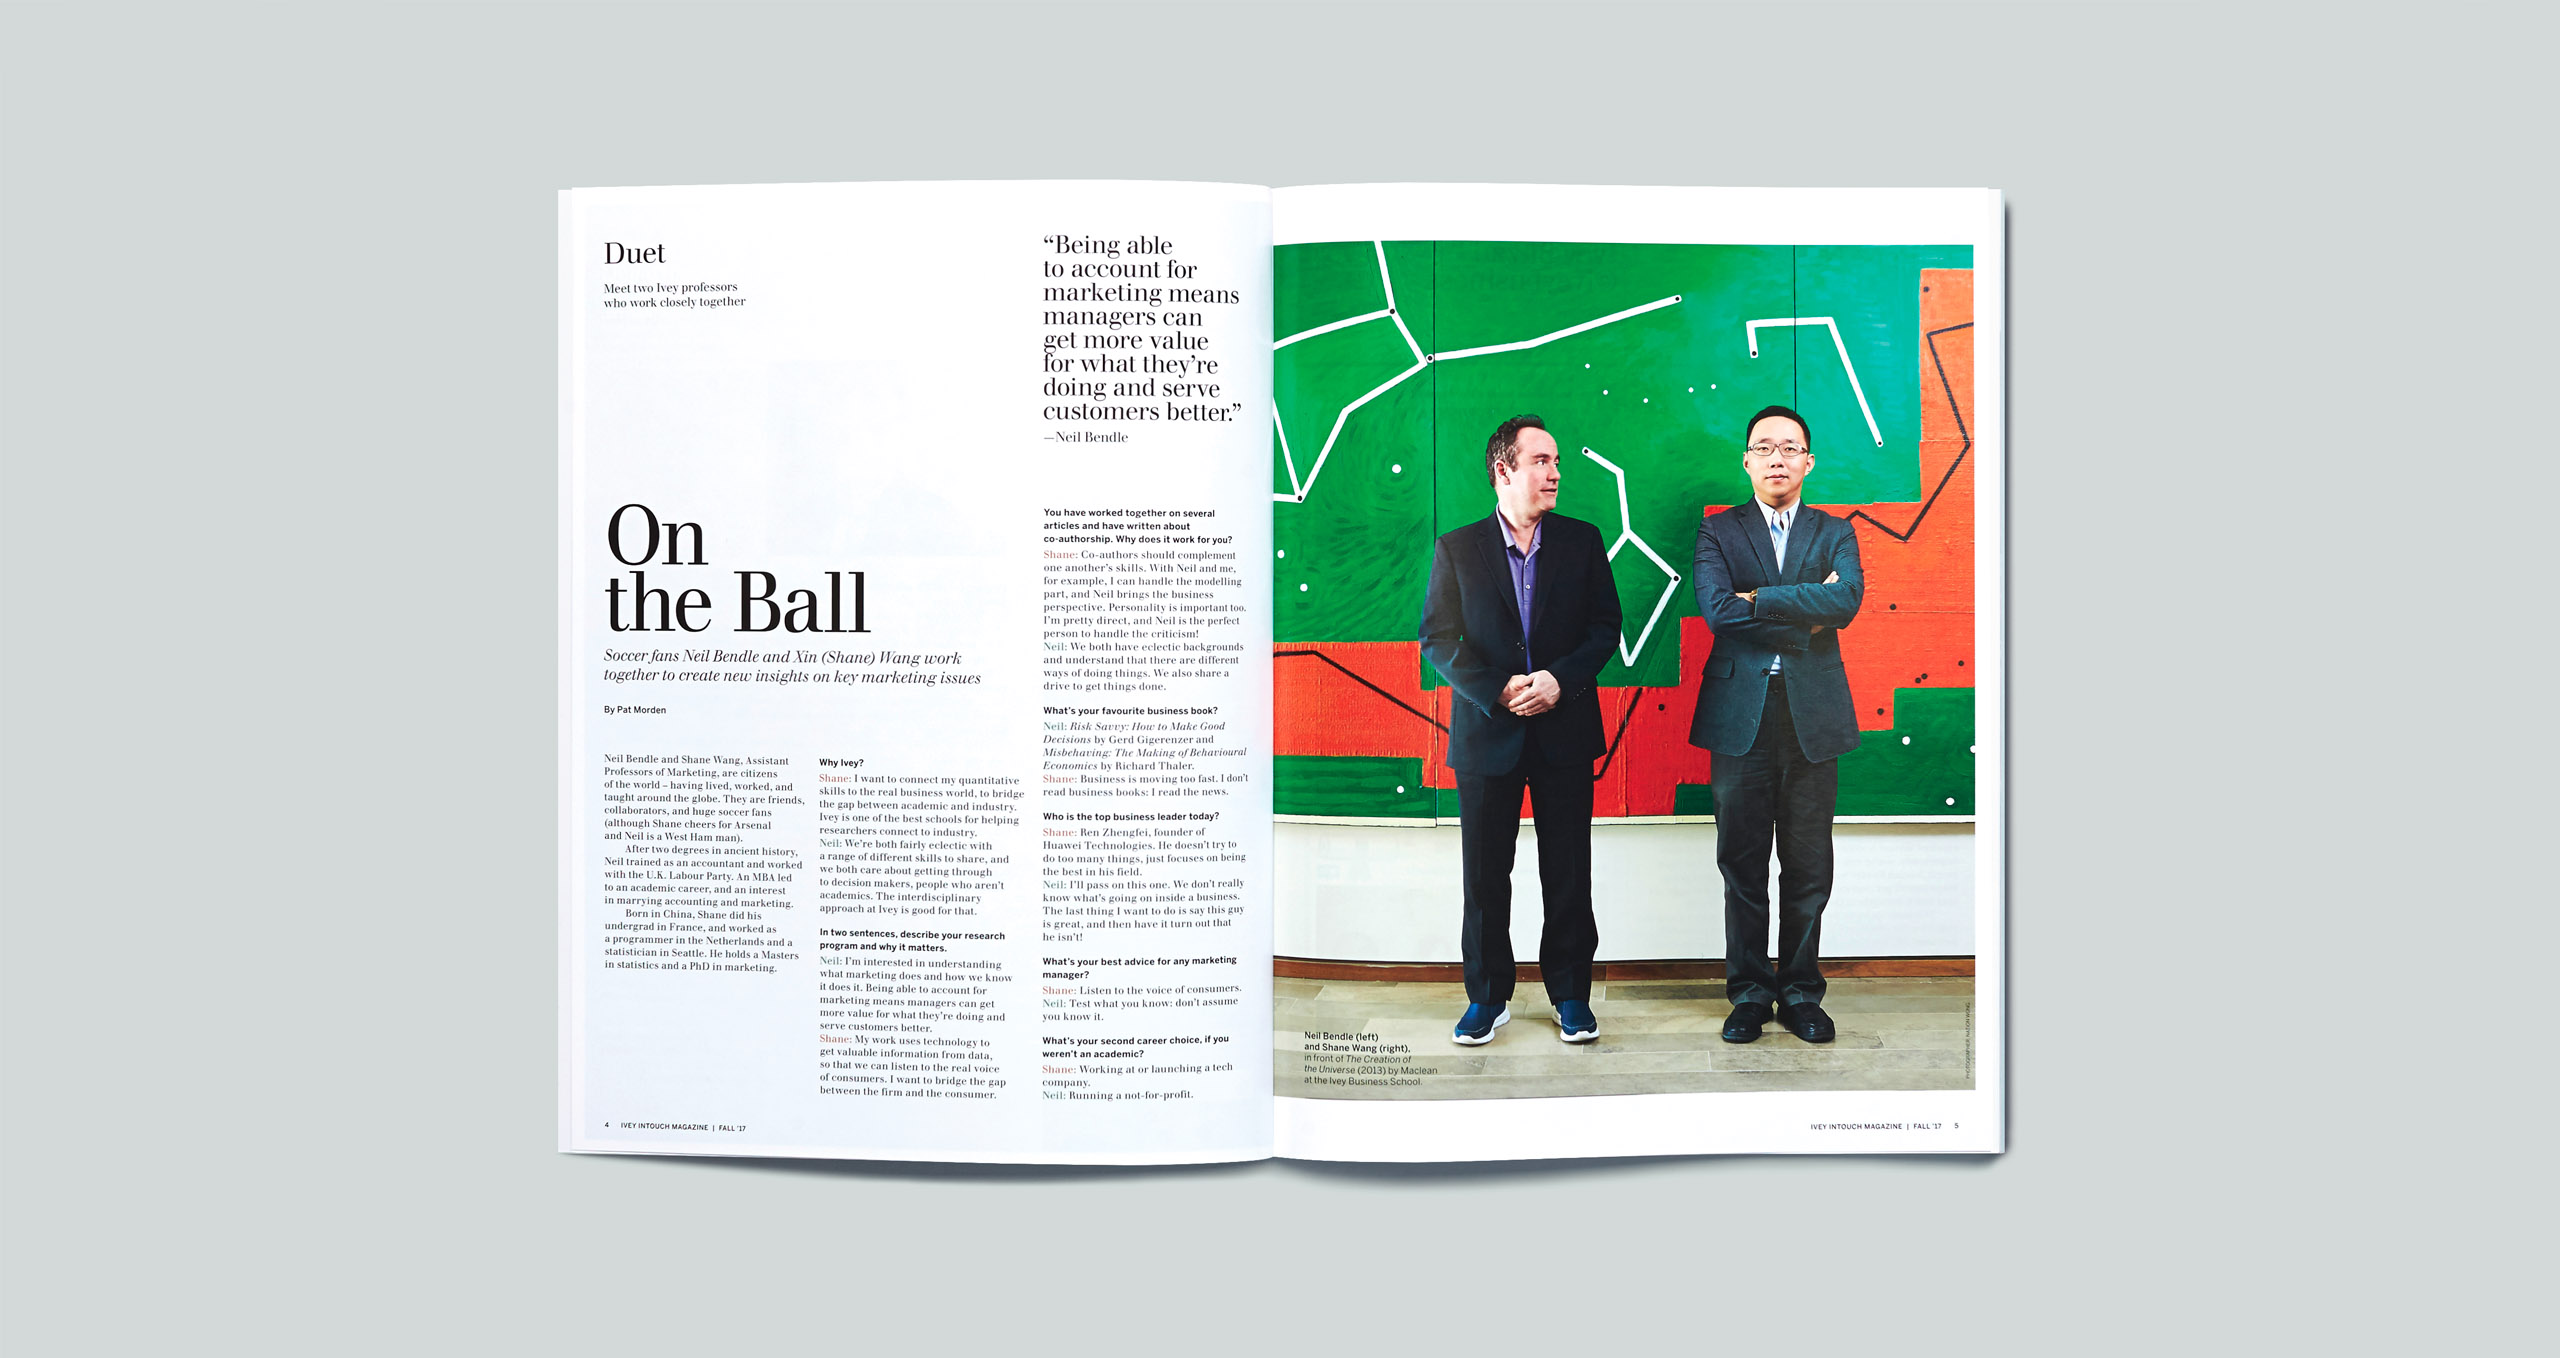 Duet
Meet two Ivey professors
who work closely together
On
the Ball
Soccer fans Neil Bendle and Xin (Shane) Wang work
together to create new insights on key marketing issues
By Pat Morden
Neil Bendle and Shane Wang, Assistant
Professors of Marketing, are citizens
of the world – having lived, worked, and
taught around the globe. They are friends,
collaborators, and huge soccer fans
(although Shane cheers for Arsenal
and Neil is a West Ham man).
After two degrees in ancient history,
Neil trained as an accountant and worked
with the U.K. Labour Party. An MBA led
to an academic career, and an interest
in marrying accounting and marketing.
Born in China, Shane did his
undergrad in France, and worked as
a programmer in the Netherlands and a
statistician in Seattle. He holds a Masters
in statistics and a PhD in marketing.
Why Ivey?
Shane: I want to connect my quantitative
skills to the real business world, to bridge
the gap between academic and industry.
Ivey is one of the best schools for helping
researchers connect to industry.
Neil: We're both fairly eclectic with
a range of different skills to share, and
we both care about getting through
to decision makers, people who aren't
academics. The interdisciplinary
approach at Ivey is good for that.
In two sentences, describe your research
program and why it matters.
Neil: I'm interested in understanding
what marketing does and how we know
it does it. Being able to account for
marketing means managers can get
more value for what they're doing and
serve customers better.
Shane: My work uses technology to
get valuable information from data,
so that we can listen to the real voice
of consumers. I want to bridge the gap
between the firm and the consumer.
“Being able
to account for
marketing means
managers can
get more value
for what they're
doing and serve
customers better.”
—Neil Bendle
You have worked together on several
articles and have written about
co-authorship. Why does it work for you?
Shane: Co-authors should complement
one another's skills. With Neil and me,
for example, I can handle the modelling
part, and Neil brings the business
perspective. Personality is important too.
I'm pretty direct, and Neil is the perfect
person to handle the criticism!
Neil: We both have eclectic backgrounds
and understand that there are different
ways of doing things. We also share a
drive to get things done.
What's your favourite business book?
Neil: Risk Savvy: How to Make Good
Decisions by Gerd Gigerenzer and
Misbehaving: The Making of Behavioural
Economics by Richard Thaler.
Shane: Business is moving too fast. I don't
read business books: I read the news.
Who is the top business leader today?
Shane: Ren Zhengfei, founder of
Huawei Technologies. He doesn't try to
do too many things, just focuses on being
the best in his field.
Neil: I'll pass on this one. We don't really
know what's going on inside a business.
The last thing I want to do is say this guy
is great, and then have it turn out that
he isn't!
What's your best advice for any marketing
manager?
Shane: Listen to the voice of consumers.
Neil: Test what you know: don't assume
you know it.
What's your second career choice, if you
weren't an academic?
Shane: Working at or launching a tech
company.
Neil: Running a not-for-profit.
4 IVEY INTOUCH MAGAZINE | FALL '17
Neil Bendle (left)
and Shane Wang (right),
in front of The Creation of
the Universe (2013) by Maclean
at the Ivey Business School.
PHOTOGRAPHER: NATION WONG
IVEY INTOUCH MAGAZINE | FALL '17 5